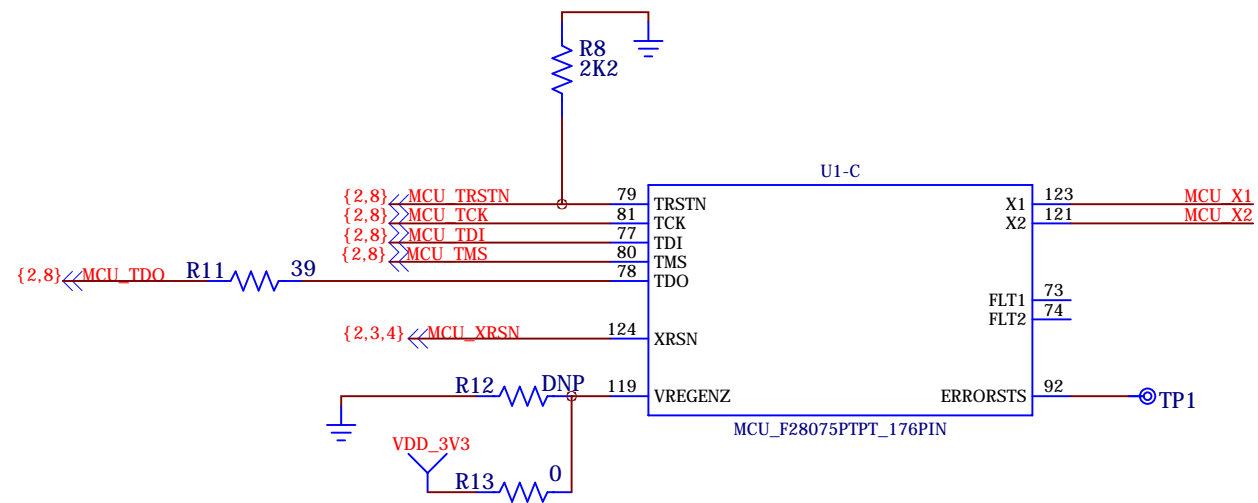 R8
2K2
U1-C
{2,8} MCU_TRSTN 79 TRSTN X1 123 MCU_X1
{2,8} MCU_TCK 81 TCK X2 121 MCU_X2
{2,8} MCU_TDI 77 TDI
{2,8} MCU_TMS 80 TMS
{2,8} MCU_TDO R11 39 78 TDO
FLT1 73
FLT2 74
{2,3,4} MCU_XRSN 124 XRSN
R12 DNP 119 VREGENZ ERRORSTS 92 TP1
MCU_F28075PTPT_176PIN
VDD_3V3
R13 0